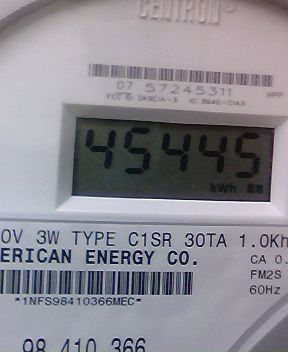 CENTRON®
07 57245311
45445
kWh
0V 3W TYPE C1SR 30TA 1.0Kh
ERICAN ENERGY CO.
CA 0.
FM2S
60Hz
*1NFS98410366MEC*
98 410 366